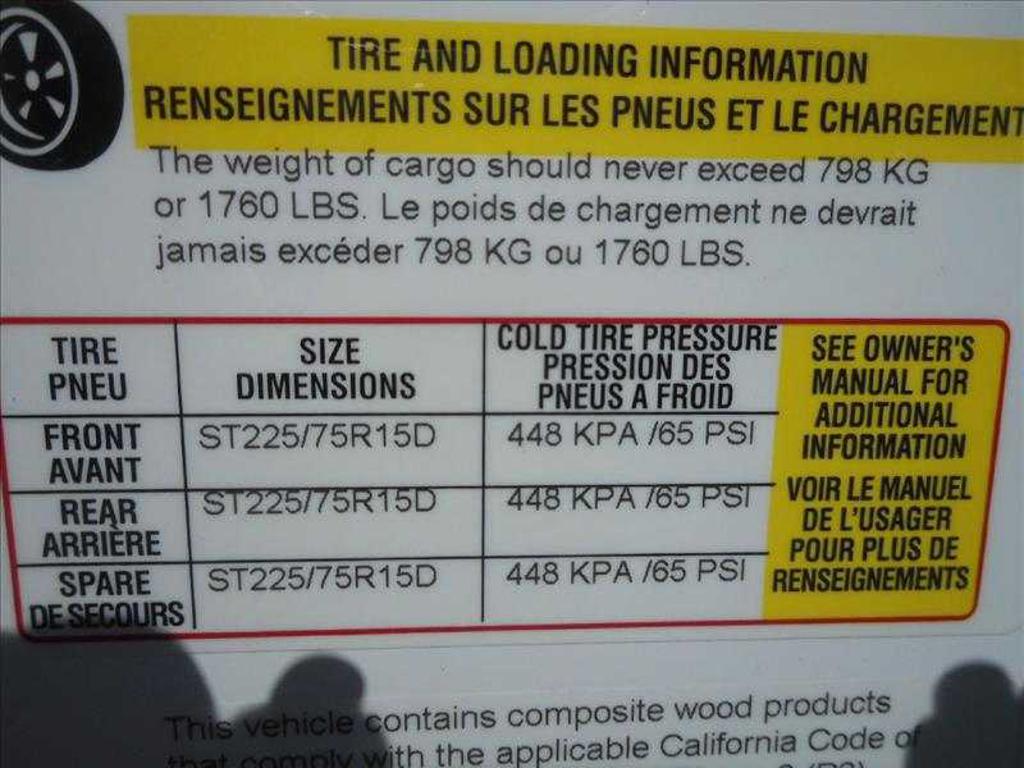 TIRE AND LOADING INFORMATION
RENSEIGNEMENTS SUR LES PNEUS ET LE CHARGEMENT
The weight of cargo should never exceed 798 KG
or 1760 LBS. Le poids de chargement ne devrait
jamais excéder 798 KG ou 1760 LBS.
TIRE
PNEU
SIZE
DIMENSIONS
COLD TIRE PRESSURE
PRESSION DES
PNEUS A FROID
SEE OWNER'S
MANUAL FOR
ADDITIONAL
INFORMATION
VOIR LE MANUEL
DE L'USAGER
POUR PLUS DE
RENSEIGNEMENTS
FRONT
AVANT
ST225/75R15D
448 KPA /65 PSI
REAR
ARRIÈRE
ST225/75R15D
448 KPA /65 PSI
SPARE
DE SECOURS
ST225/75R15D
448 KPA /65 PSI
This vehicle contains composite wood products
that comply with the applicable California Code of